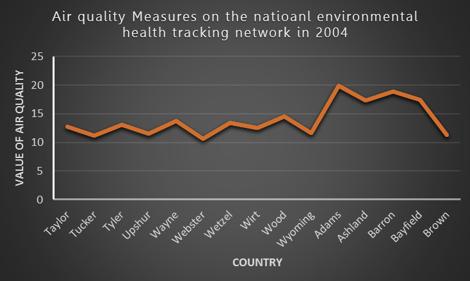 Air quality Measures on the natioanl environmental
health tracking network in 2004
VALUE OF AIR QUALITY
25
20
15
10
5
0
Taylor
Tucker
Tyler
Upshur
Wayne
Webster
Wetzel
Wirt
Wood
Wyoming
Adams
Ashland
Barron
Bayfield
Brown
COUNTRY